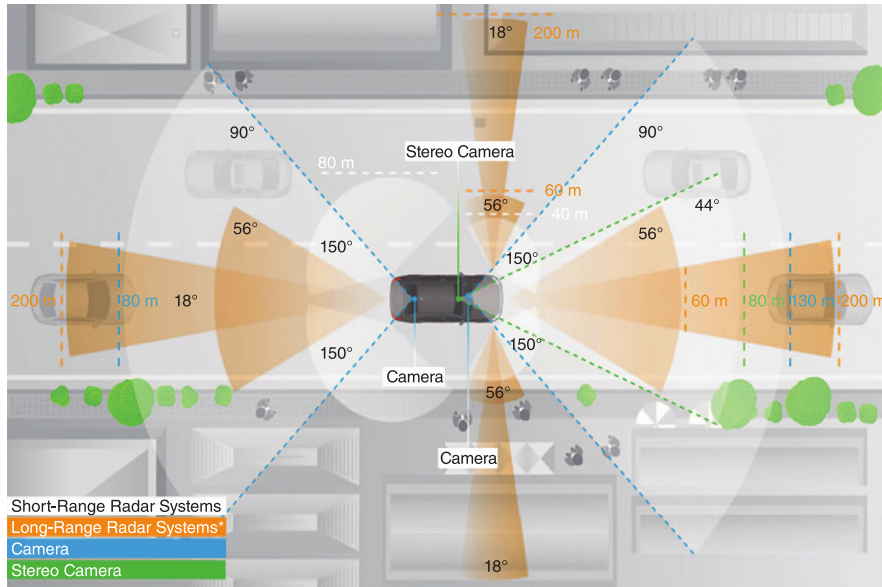 18°
200 m
90°
90°
Stereo Camera
80 m
60 m
56°
40 m
44°
56°
56°
150°
150°
200 m
80 m
18°
60 m
80 m
130 m
200 m
150°
150°
Camera
56°
Camera
Short-Range Radar Systems
Long-Range Radar Systems*
Camera
Stereo Camera
18°